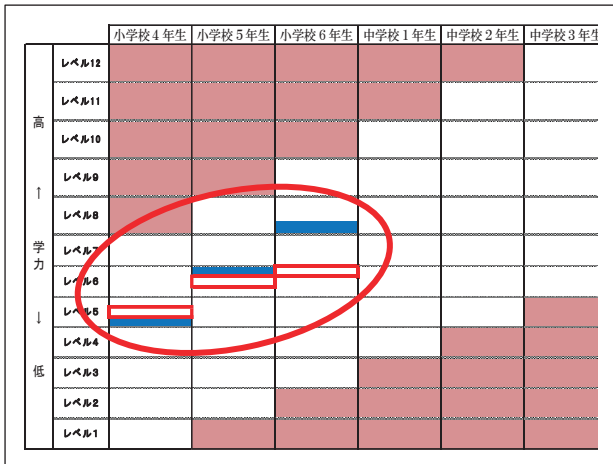 小学校4年生 小学校5年生 小学校6年生 中学校1年生 中学校2年生 中学校3年生
高
↑
学力
↓
低
レベル12
レベル11
レベル10
レベル9
レベル8
レベル7
レベル6
レベル5
レベル4
レベル3
レベル2
レベル1